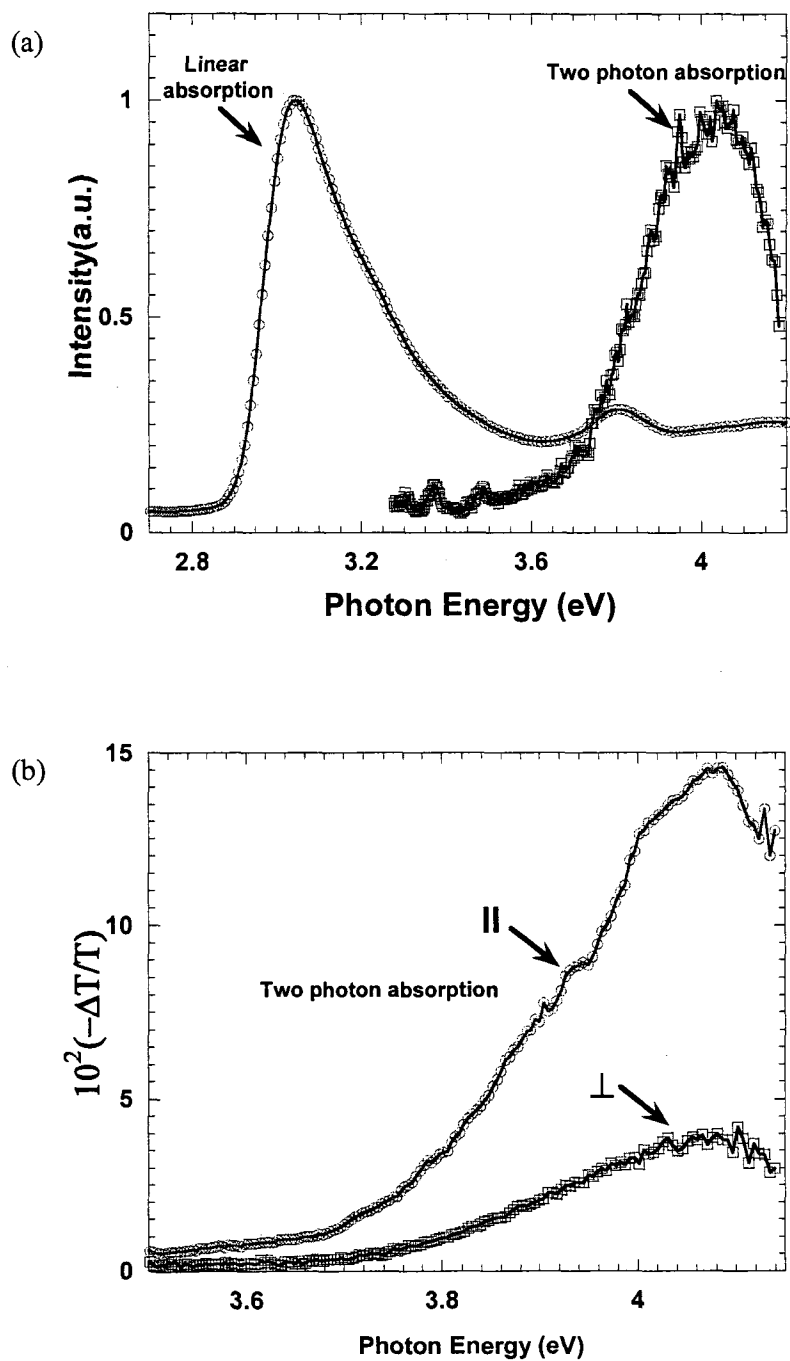 (a)
Linear
absorption
Two photon absorption
1
0.5
0
Intensity(a.u.)
2.8 3.2 3.6 4
Photon Energy (eV)
(b)
15
10
5
0
10²(−ΔT/T)
||
Two photon absorption
⊥
3.6 3.8 4
Photon Energy (eV)